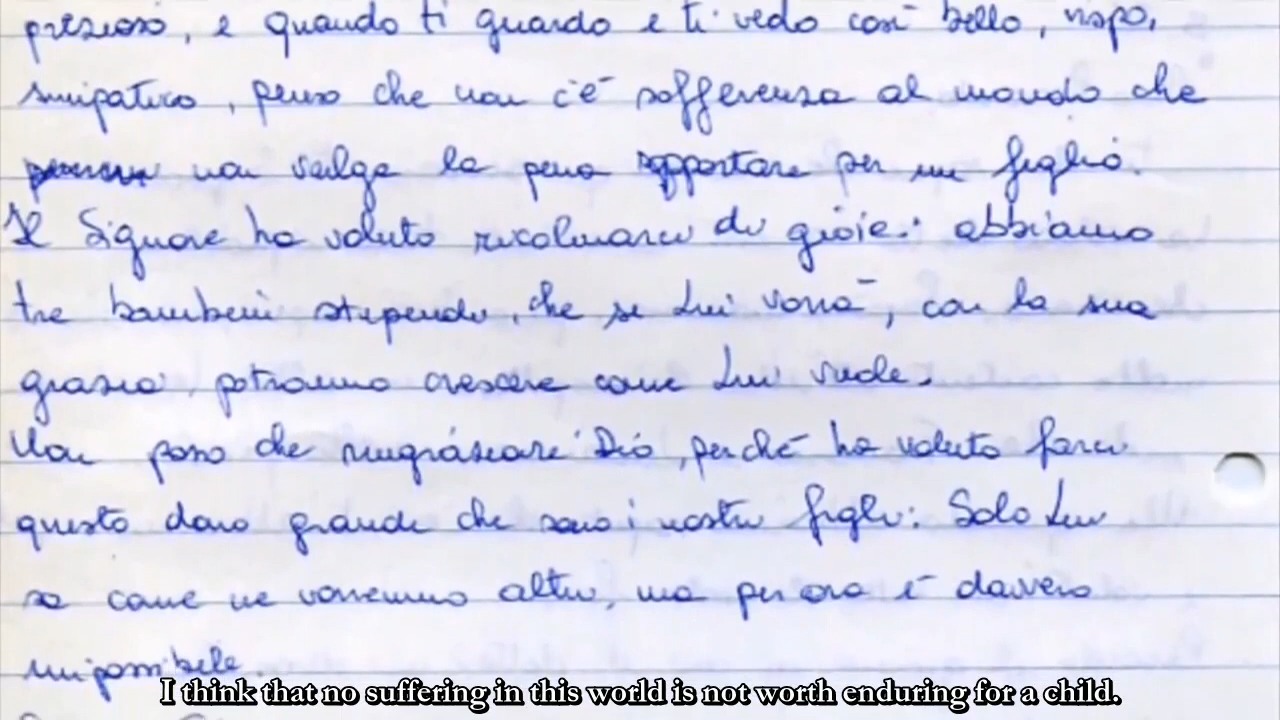 prezioso, e quando ti guardo e ti vedo così bello, vispo,
simpatico, penso che non c'è sofferenza al mondo che
non valga la pena sopportare per un figlio.
Il Signore ha voluto ricolmarci di gioie: abbiamo
tre bambini stupendi, che se Lui vorrà, con la sua
grazia, potranno crescere come Lui vuole.
Non posso che ringraziare Dio, perché ha voluto farci
questo dono grande che sono i nostri figli: Solo Lui
sa come ne vorremmo altri, ma per ora è davvero
impossibile.
I think that no suffering in this world is not worth enduring for a child.